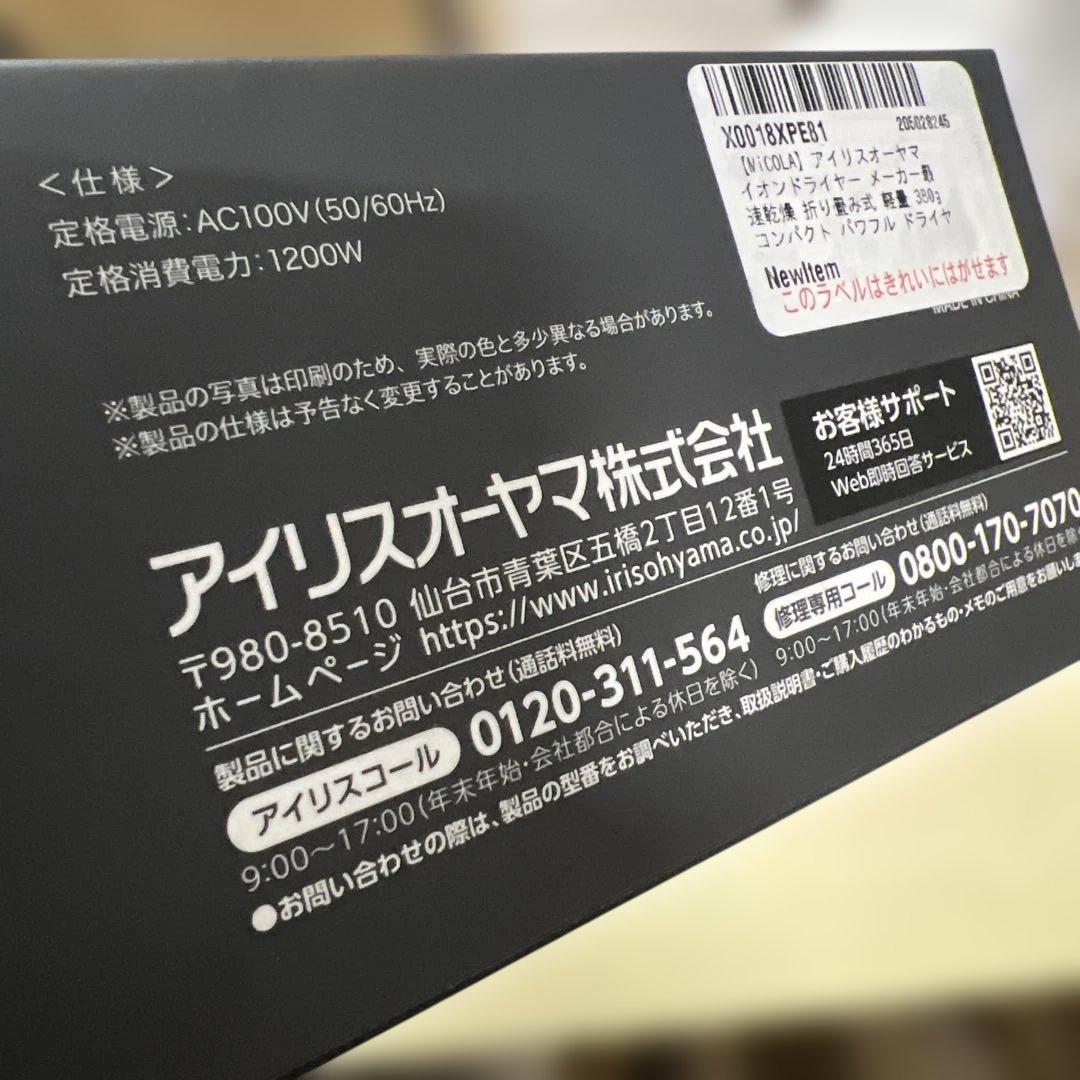 <仕様>
定格電源:AC100V(50/60Hz)
定格消費電力:1200W
※製品の写真は印刷のため、実際の色と多少異なる場合があります。
※製品の仕様は予告なく変更することがあります。
X0018XPE81
205028245
【NiCOLA】アイリスオーヤマ
イオンドライヤー メーカー最
速乾燥 折り畳み式 軽量 380g
コンパクト パワフル ドライヤ
NewItem
このラベルはきれいにはがせます
MADE IN CHINA
アイリスオーヤマ株式会社
〒980-8510 仙台市青葉区五橋2丁目12番1号
ホームページ https://www.irisohyama.co.jp/
お客様サポート
24時間365日
Web即時回答サービス
製品に関するお問い合わせ(通話料無料)
アイリスコール 0120-311-564
9:00〜17:00(年末年始・会社都合による休日を除く)
修理に関するお問い合わせ(通話料無料)
修理専用コール 0800-170-7070
9:00〜17:00(年末年始・会社都合による休日を除
●お問い合わせの際は、製品の型番をお調べいただき、取扱説明書・ご購入履歴のわかるもの・メモのご用意をお願いしま